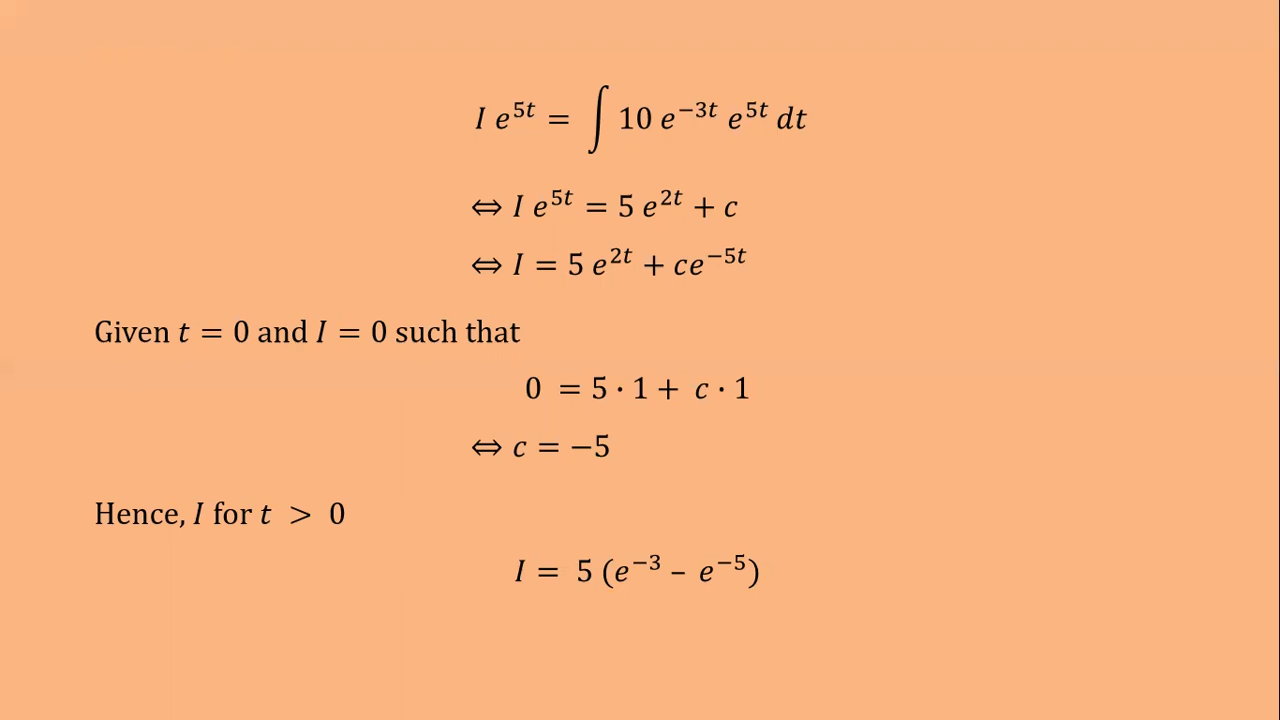 I e^{5t} = ∫ 10 e^{−3t} e^{5t} dt
⇔ I e^{5t} = 5 e^{2t} + c
⇔ I = 5 e^{2t} + ce^{−5t}
Given t = 0 and I = 0 such that
0 = 5 · 1 + c · 1
⇔ c = −5
Hence, I for t > 0
I = 5 (e^{−3} – e^{−5})